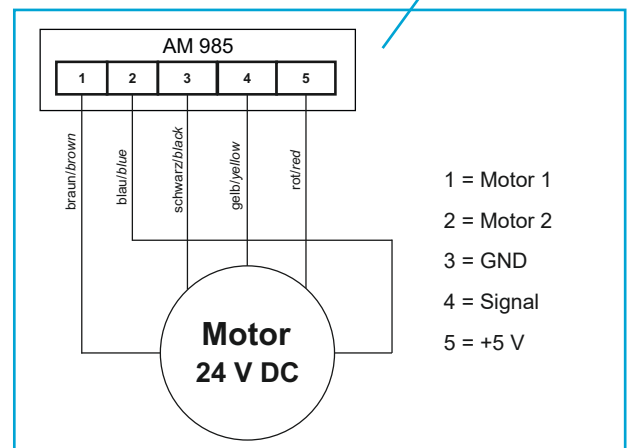 AM 985
1 2 3 4 5
braun/brown
blau/blue
schwarz/black
gelb/yellow
rot/red
1 = Motor 1
2 = Motor 2
3 = GND
4 = Signal
5 = +5 V
Motor
24 V DC